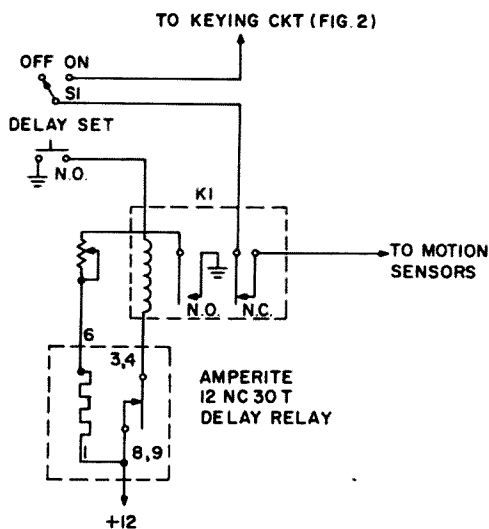 TO KEYING CKT (FIG. 2)
OFF ON
S1
DELAY SET
N.O.
K1
TO MOTION
SENSORS
N.O.
N.C.
6
3,4
AMPERITE
12 NC 30 T
DELAY RELAY
1
8,9
+12